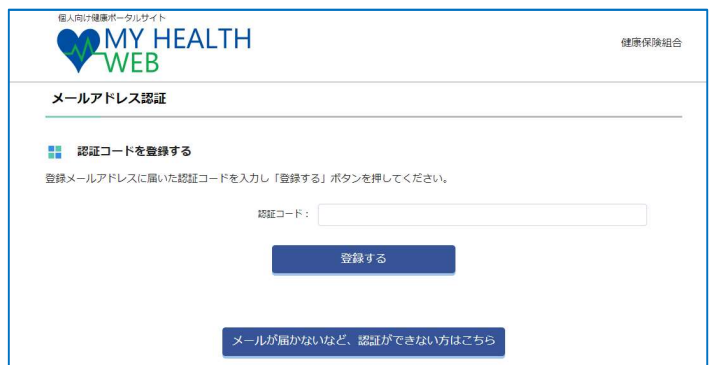 個人向け健康ポータルサイト
MY HEALTH
WEB
健康保険組合
メールアドレス認証
認証コードを登録する
登録メールアドレスに届いた認証コードを入力し「登録する」ボタンを押してください。
認証コード：
登録する
メールが届かないなど、認証ができない方はこちら